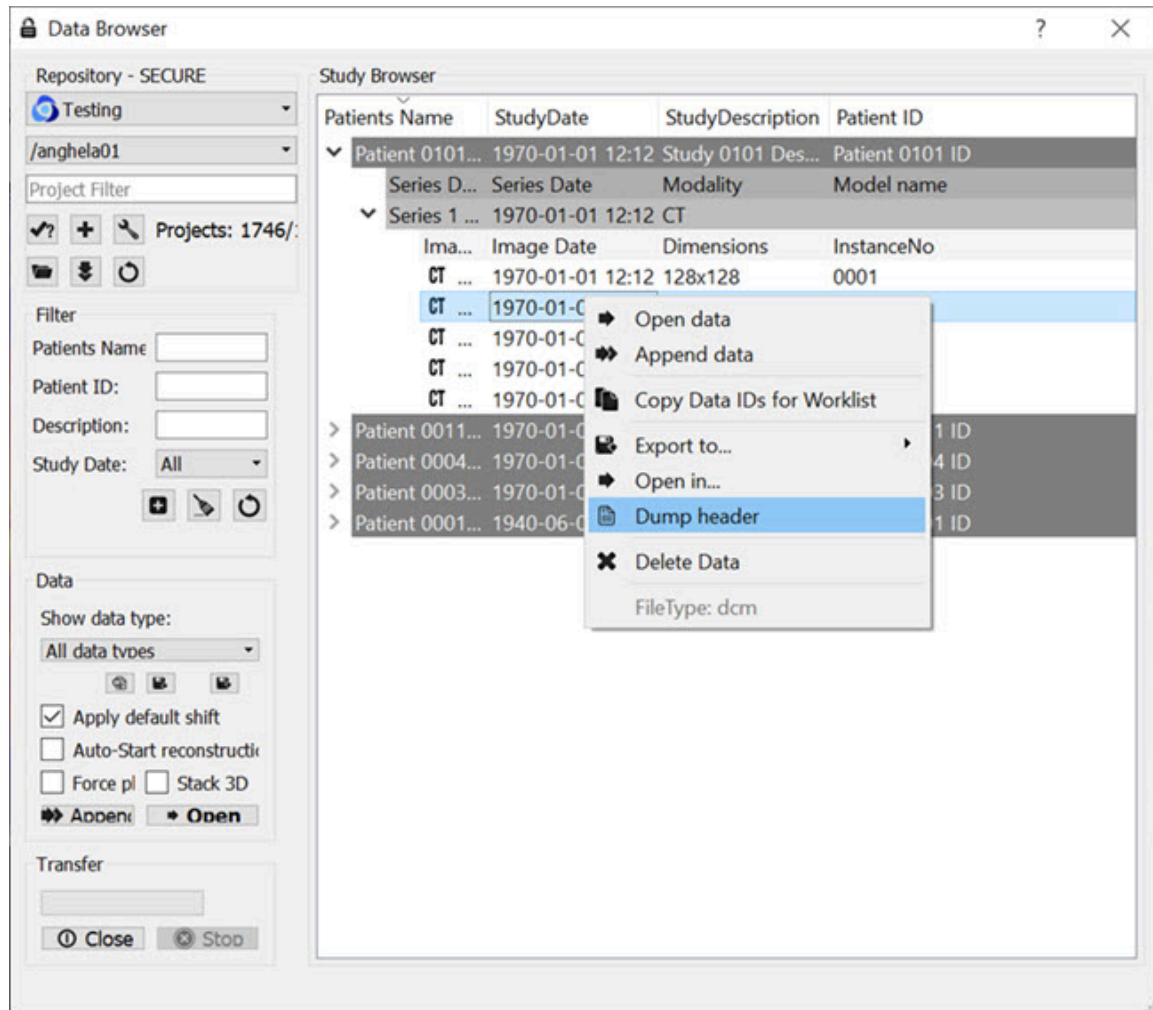 Data Browser
?
Repository - SECURE
Testing
/anghela01
Project Filter
Projects: 1746/
Filter
Patients Name
Patient ID:
Description:
Study Date: All
Data
Show data type:
All data types
Apply default shift
Auto-Start reconstructi
Force pl Stack 3D
Append Open
Transfer
Close Stop
Study Browser
Patients Name StudyDate StudyDescription Patient ID
Patient 0101... 1970-01-01 12:12 Study 0101 Des... Patient 0101 ID
Series D... Series Date Modality Model name
Series 1 ... 1970-01-01 12:12 CT
Ima... Image Date Dimensions InstanceNo
CT ... 1970-01-01 12:12 128x128 0001
CT ... 1970-01-0
CT ... 1970-01-0
CT ... 1970-01-0
CT ... 1970-01-0
Patient 0011... 1970-01-0 1 ID
Patient 0004... 1970-01-0 4 ID
Patient 0003... 1970-01-0 3 ID
Patient 0001... 1940-06-0 1 ID
Open data
Append data
Copy Data IDs for Worklist
Export to...
Open in...
Dump header
Delete Data
FileType: dcm